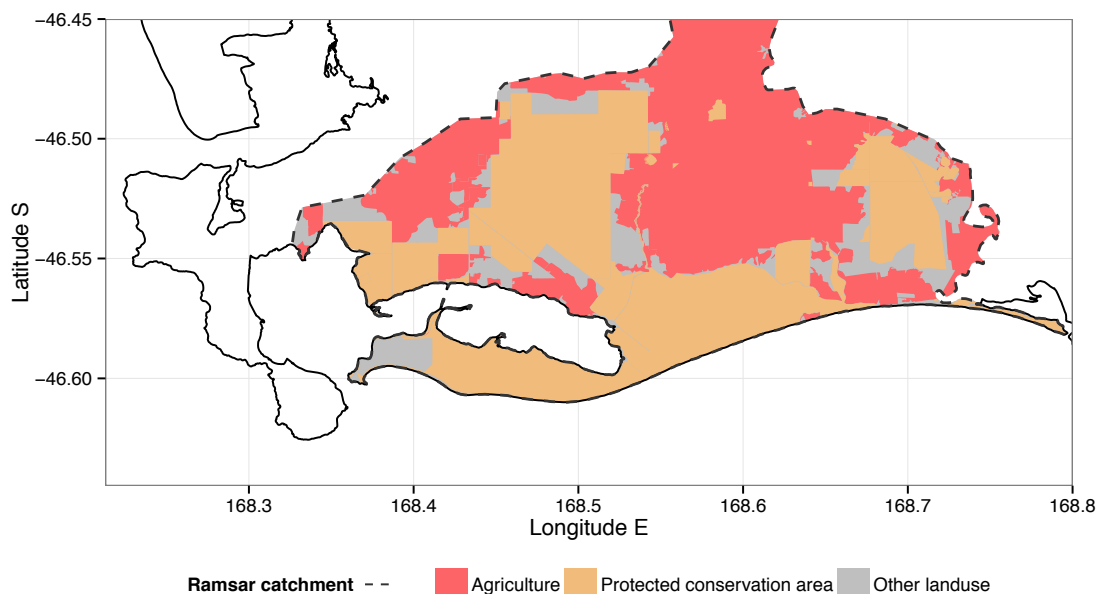 −46.45
−46.50
−46.55
−46.60
Latitude S
168.3 168.4 168.5 168.6 168.7 168.8
Longitude E
Ramsar catchment Agriculture Protected conservation area Other landuse